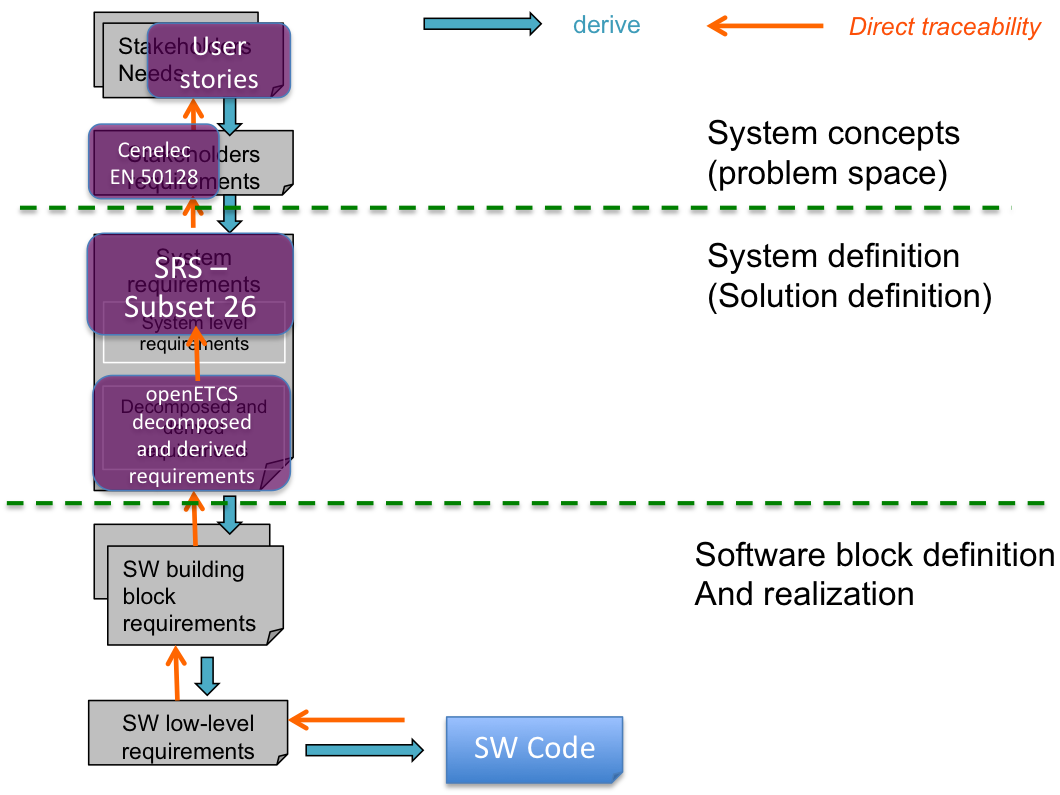 derive
Direct traceability
Stakeholders
Needs
User
stories
Stakeholders
requirements
Cenelec
EN 50128
System concepts
(problem space)
System requirements
SRS –
Subset 26
System level
requirements
System definition
(Solution definition)
Decomposed and
derived
requirements
openETCS
decomposed
and derived
requirements
SW building
block
requirements
Software block definition
And realization
SW low-level
requirements
SW Code